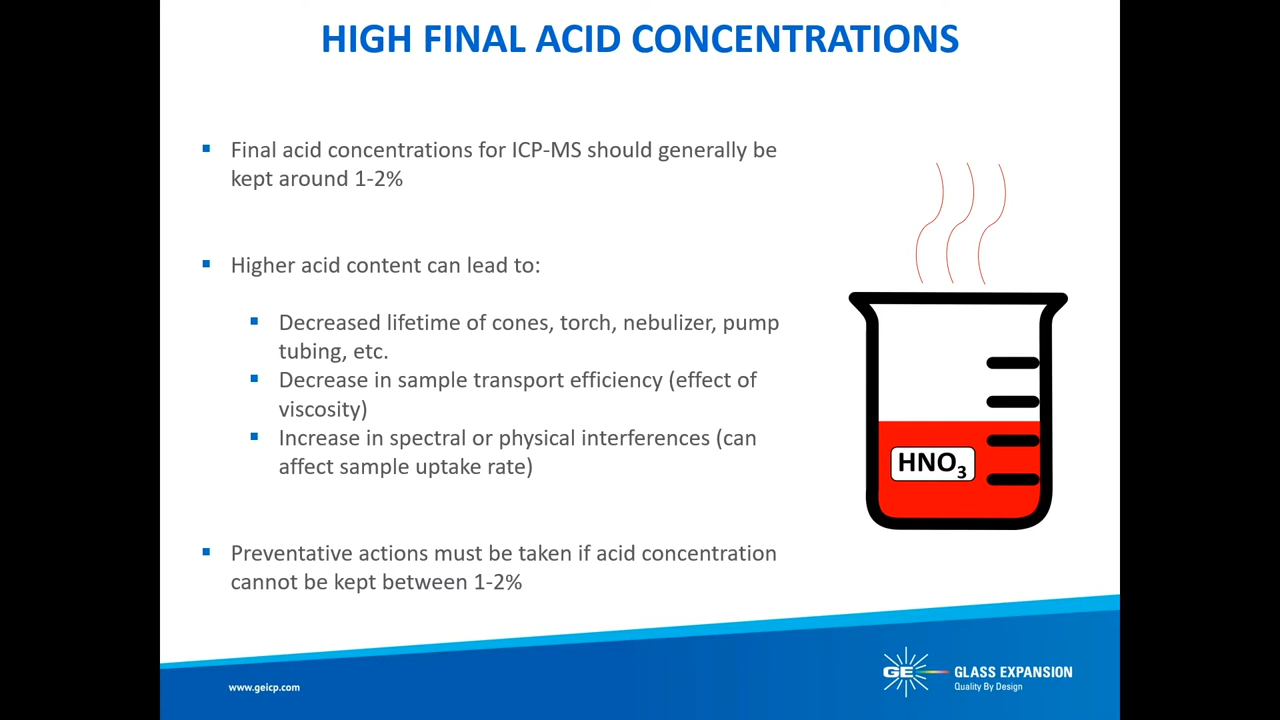 HIGH FINAL ACID CONCENTRATIONS
▪ Final acid concentrations for ICP-MS should generally be
kept around 1-2%
▪ Higher acid content can lead to:
▪ Decreased lifetime of cones, torch, nebulizer, pump
tubing, etc.
▪ Decrease in sample transport efficiency (effect of
viscosity)
▪ Increase in spectral or physical interferences (can
affect sample uptake rate)
▪ Preventative actions must be taken if acid concentration
cannot be kept between 1-2%
HNO₃
www.geicp.com
GE GLASS EXPANSION
Quality By Design